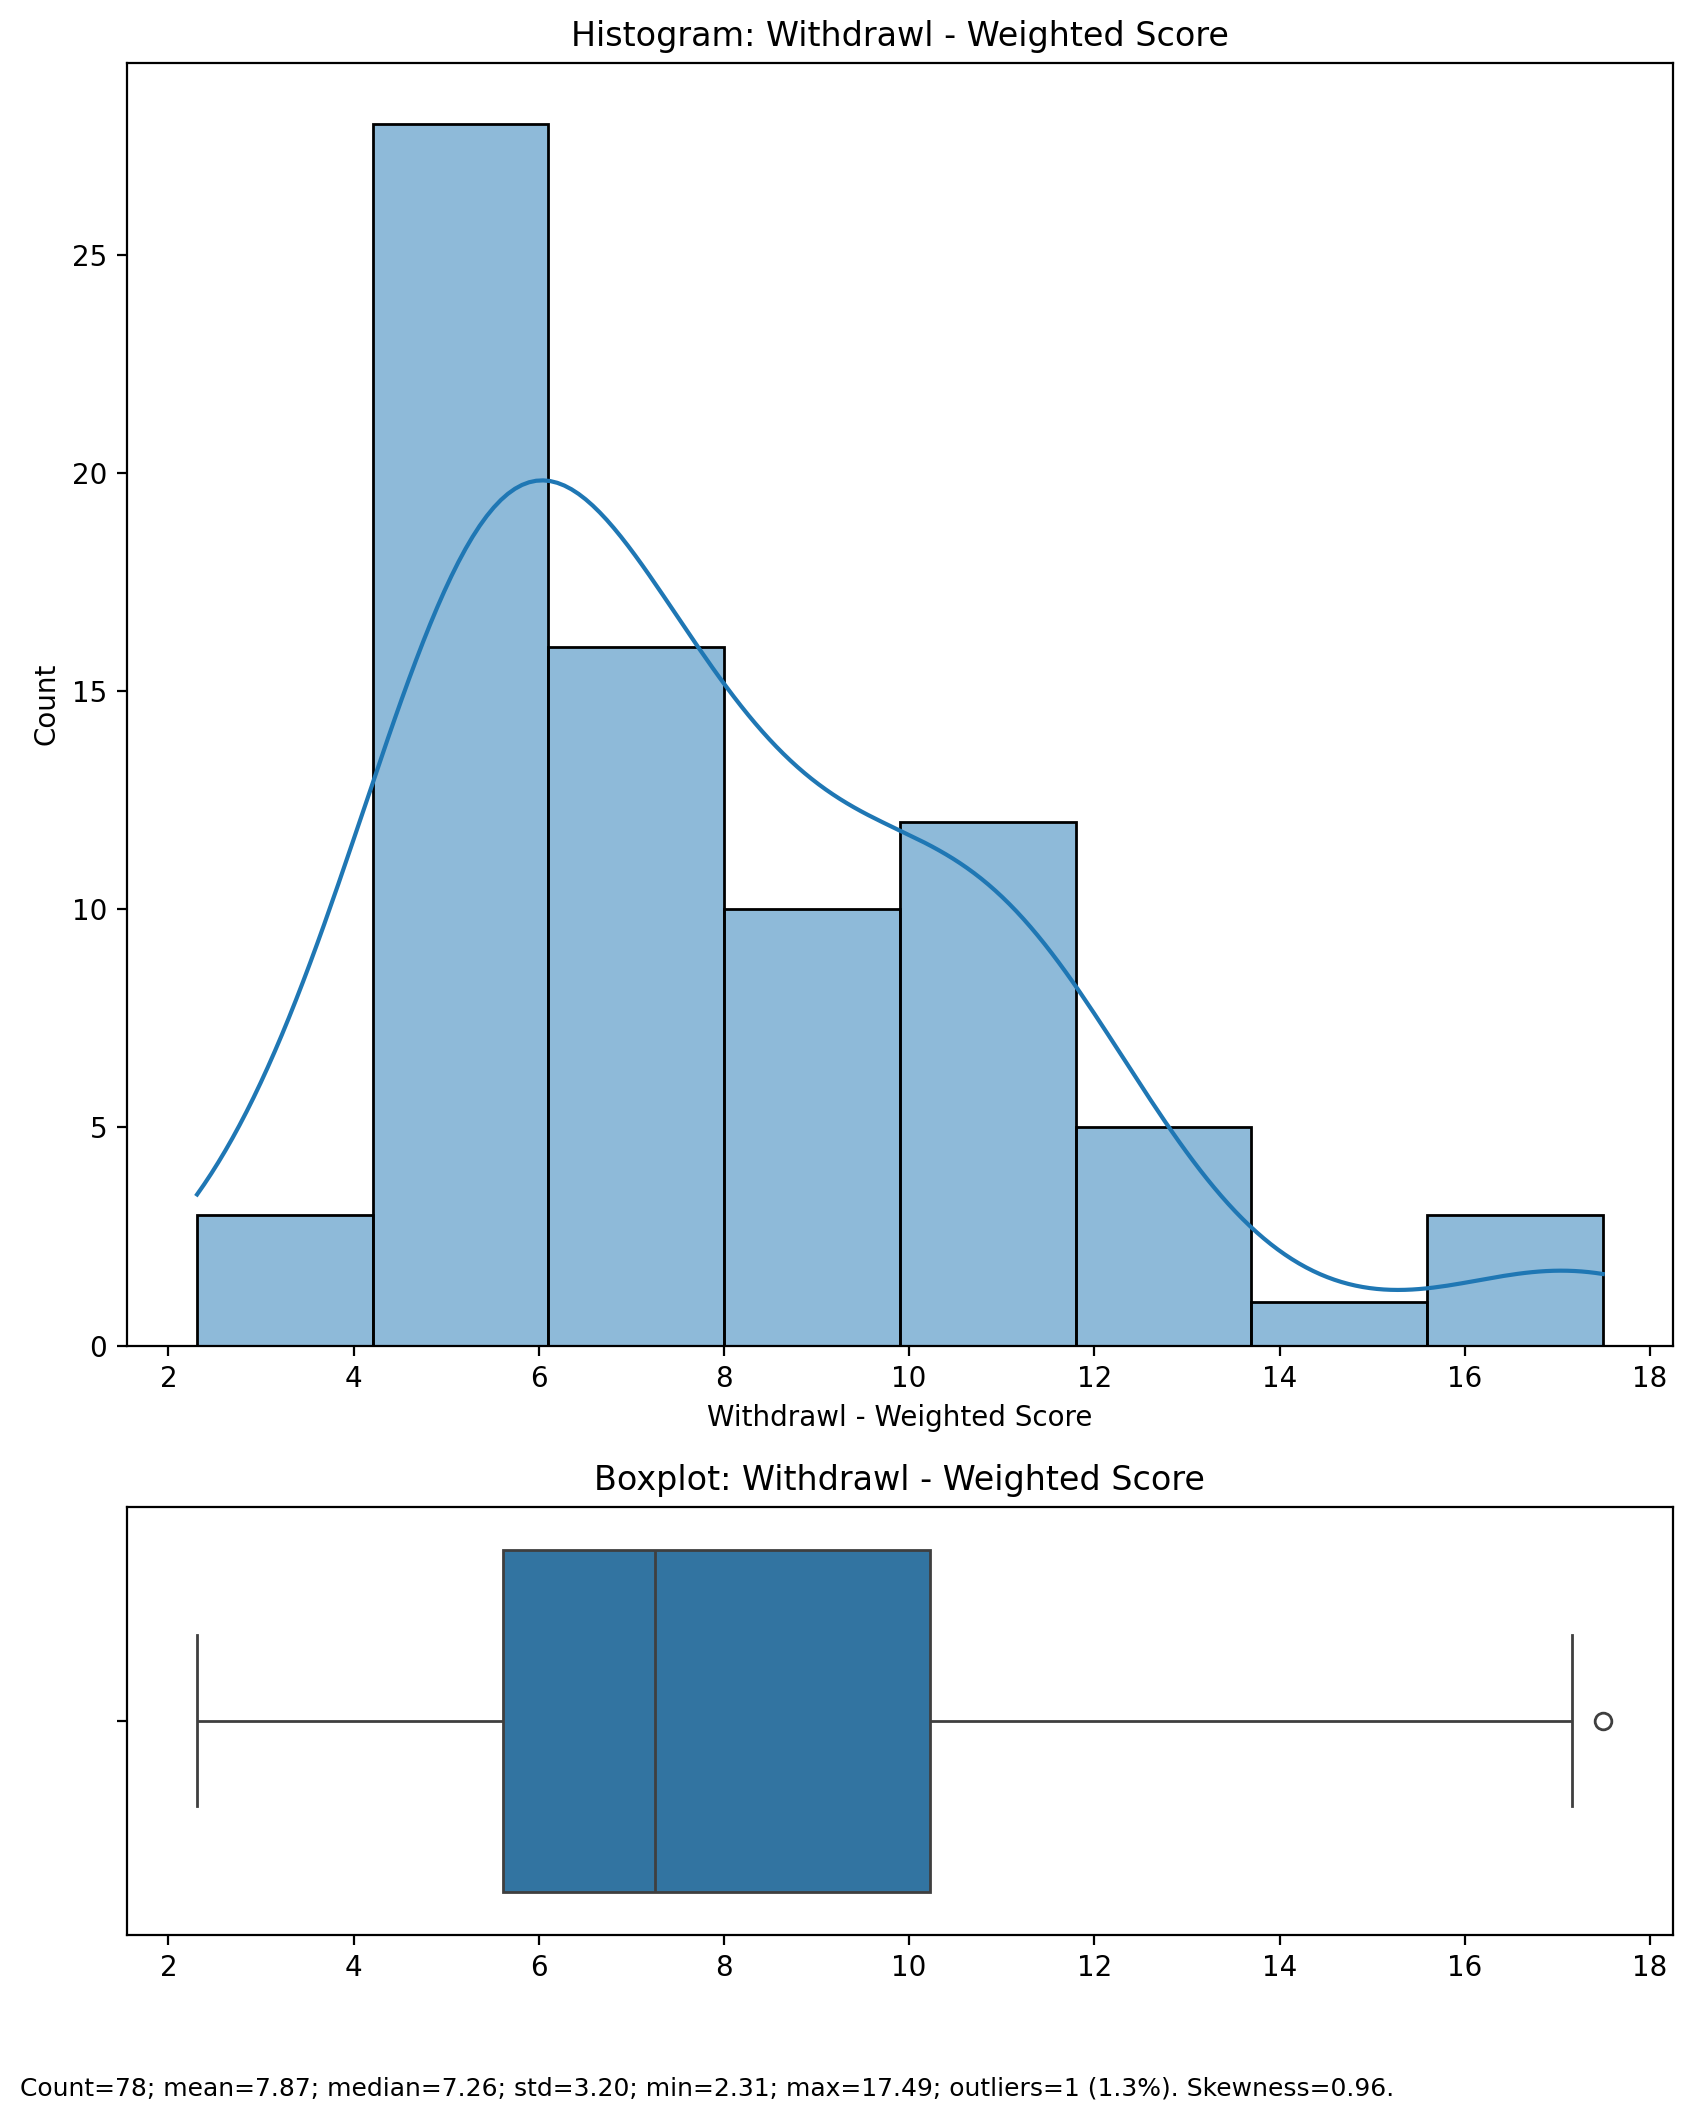 Histogram: Withdrawl - Weighted Score
25
20
15
10
5
0
Count
2 4 6 8 10 12 14 16 18
Withdrawl - Weighted Score
Boxplot: Withdrawl - Weighted Score
2 4 6 8 10 12 14 16 18
Count=78; mean=7.87; median=7.26; std=3.20; min=2.31; max=17.49; outliers=1 (1.3%). Skewness=0.96.